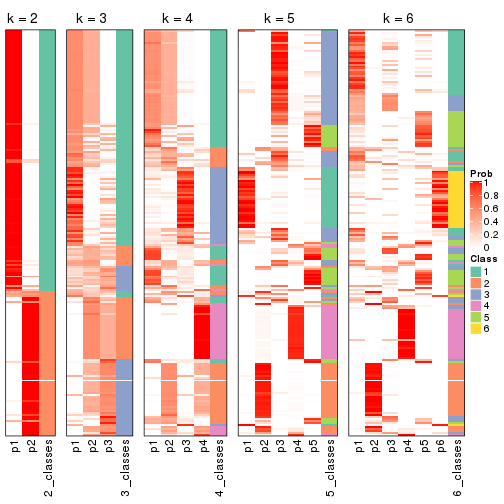 k = 2
k = 3
k = 4
k = 5
k = 6
p1
p2
2_classes
p1
p2
p3
3_classes
p1
p2
p3
p4
4_classes
p1
p2
p3
p4
p5
5_classes
p1
p2
p3
p4
p5
p6
6_classes
Prob
1
0.8
0.6
0.4
0.2
0
Class
1
2
3
4
5
6